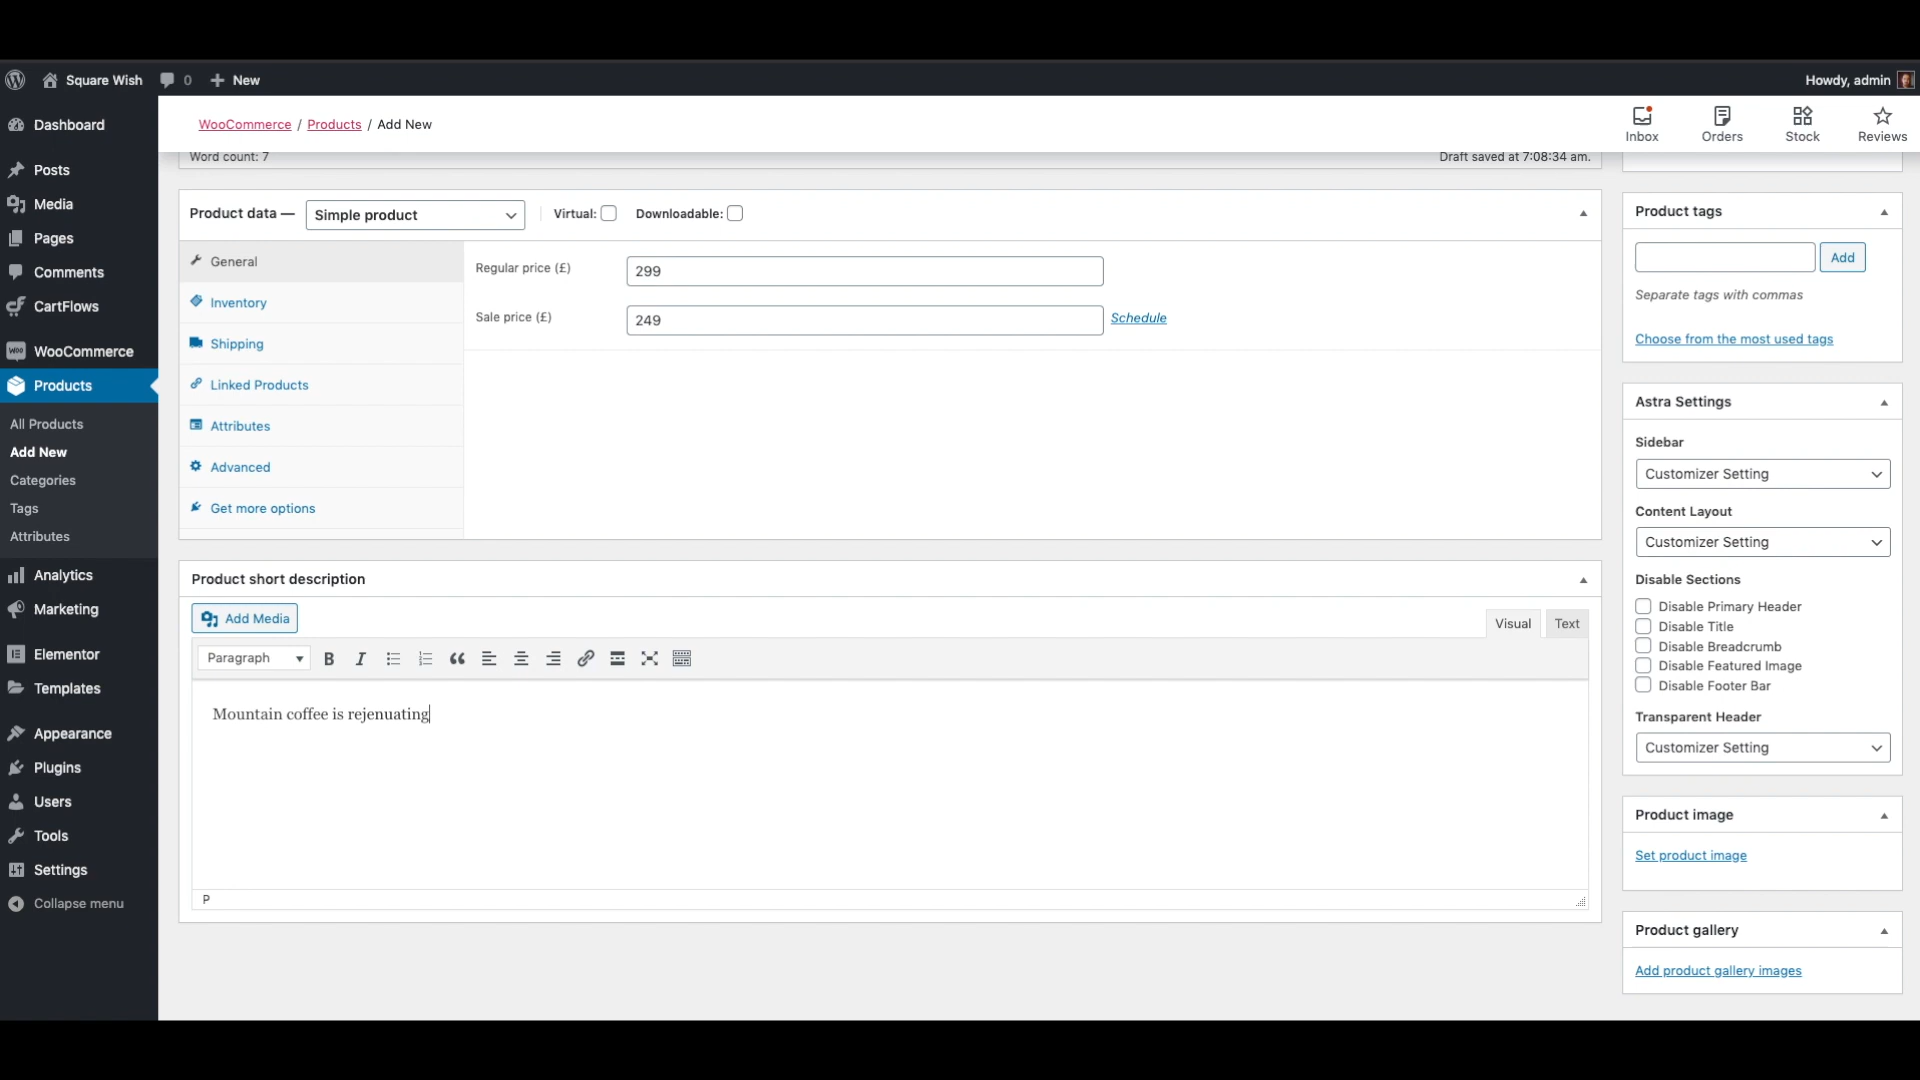 Square Wish 0 New Howdy, admin
Dashboard
Posts
Media
Pages
Comments
CartFlows
WooCommerce
Products
All Products
Add New
Categories
Tags
Attributes
Analytics
Marketing
Elementor
Templates
Appearance
Plugins
Users
Tools
Settings
Collapse menu
WooCommerce / Products / Add New
Inbox Orders Stock Reviews
Word count: 7 Draft saved at 7:08:34 am.
Product data — Simple product Virtual: Downloadable:
General
Inventory
Shipping
Linked Products
Attributes
Advanced
Get more options
Regular price (£) 299
Sale price (£) 249 Schedule
Product short description
Add Media Visual Text
Paragraph B I
Mountain coffee is rejenuating
P
Product tags
Add
Separate tags with commas
Choose from the most used tags
Astra Settings
Sidebar
Customizer Setting
Content Layout
Customizer Setting
Disable Sections
Disable Primary Header
Disable Title
Disable Breadcrumb
Disable Featured Image
Disable Footer Bar
Transparent Header
Customizer Setting
Product image
Set product image
Product gallery
Add product gallery images